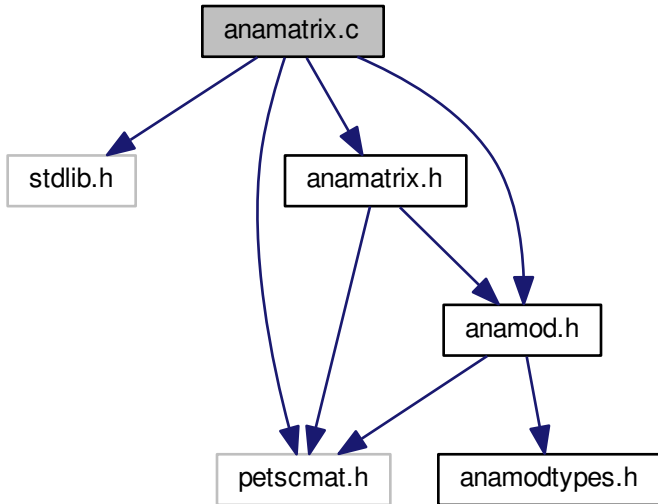 anamatrix.c
stdlib.h
anamatrix.h
anamod.h
petscmat.h
anamodtypes.h